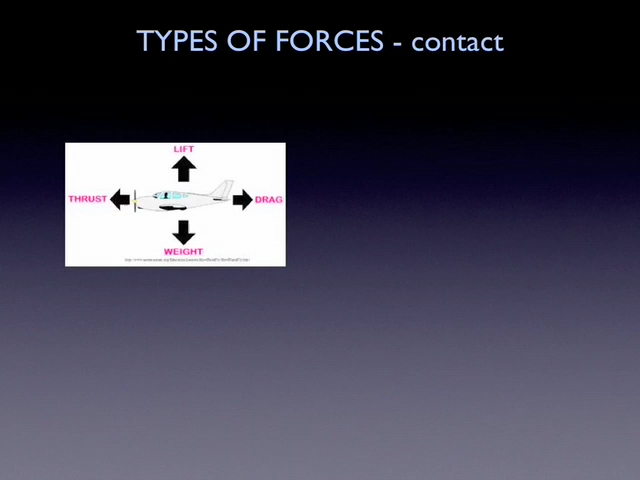 TYPES OF FORCES - contact
LIFT
THRUST
DRAG
WEIGHT